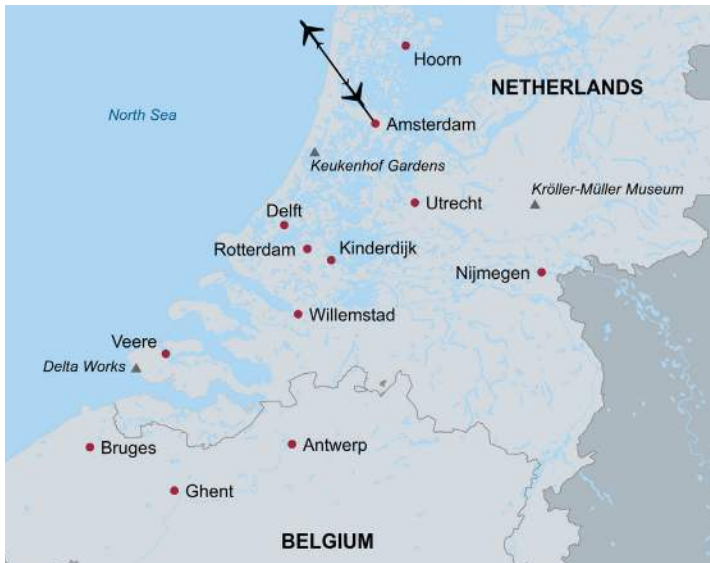 Hoorn
NETHERLANDS
North Sea
Amsterdam
Keukenhof Gardens
Kröller-Müller Museum
Utrecht
Delft
Rotterdam
Kinderdijk
Nijmegen
Willemstad
Veere
Delta Works
Bruges
Antwerp
Ghent
BELGIUM